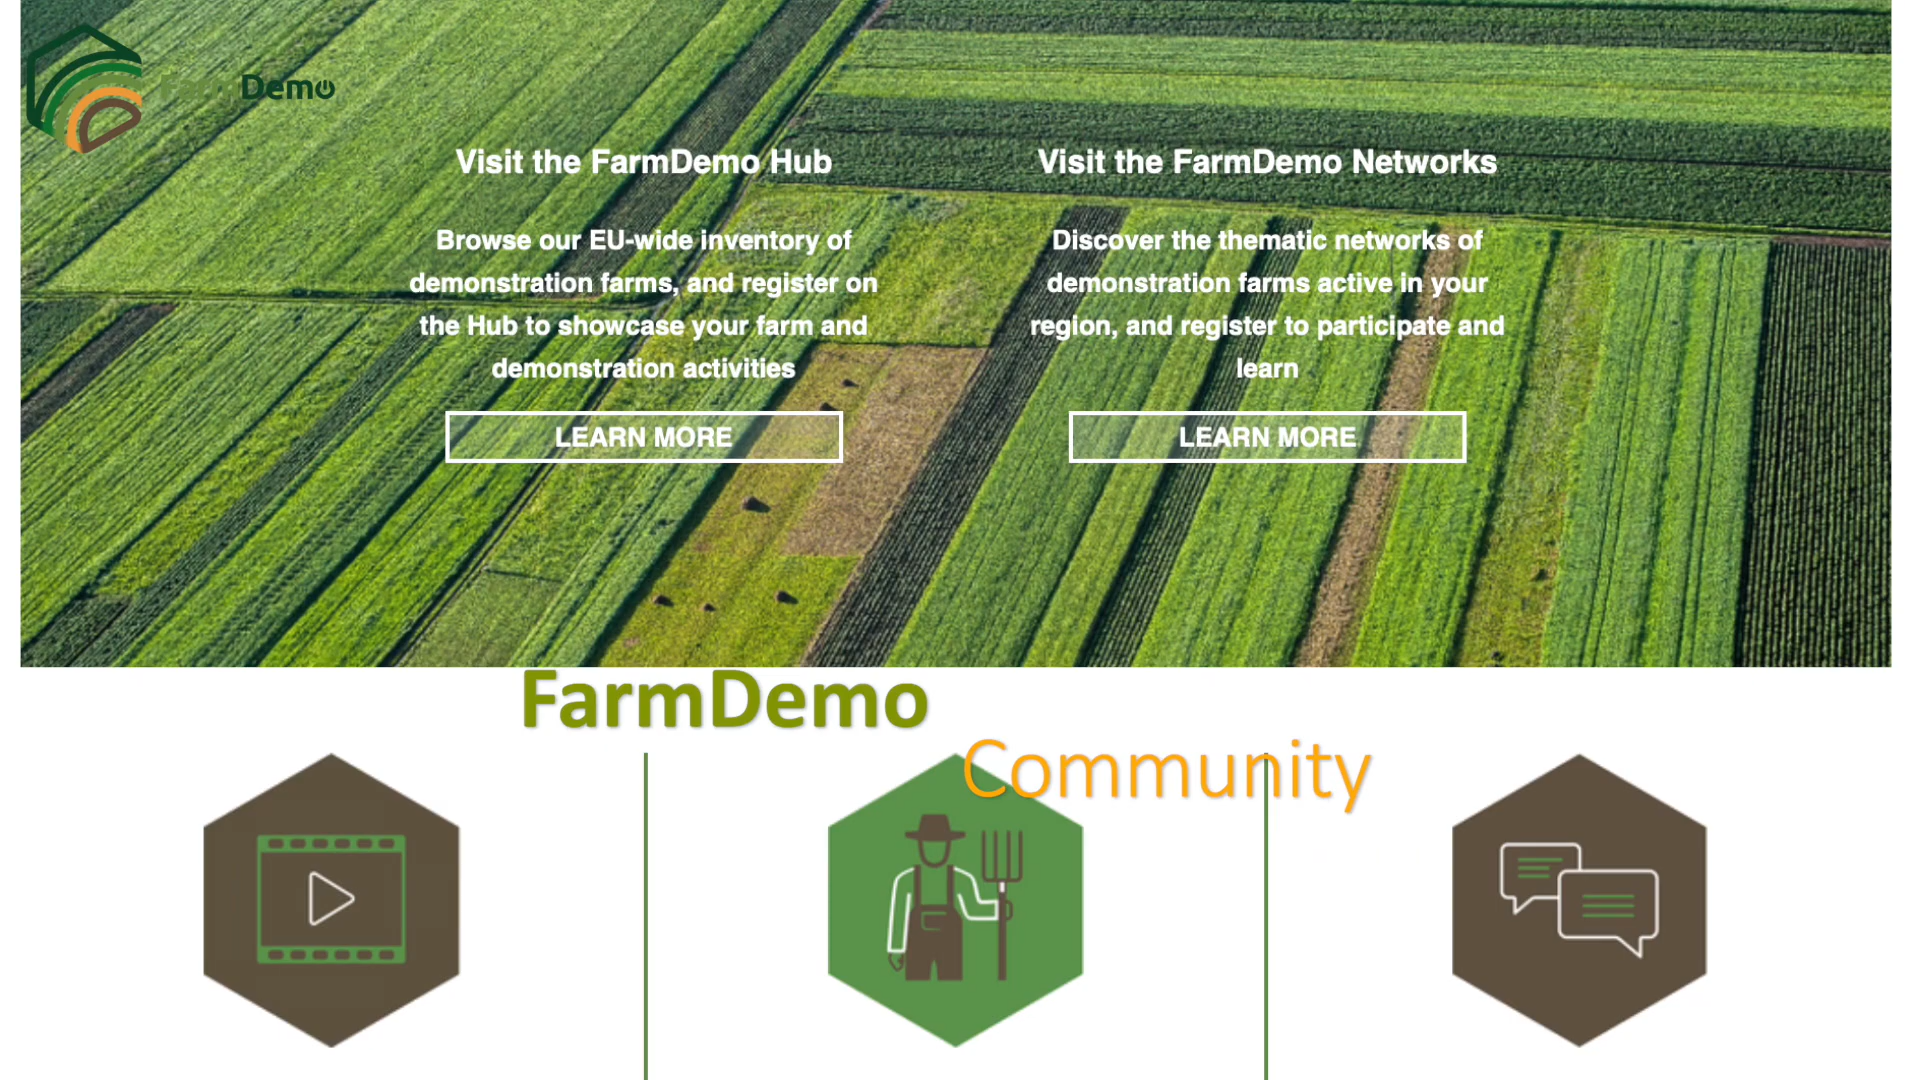 FarmDemo
Visit the FarmDemo Hub
Browse our EU-wide inventory of
demonstration farms, and register on
the Hub to showcase your farm and
demonstration activities
LEARN MORE
Visit the FarmDemo Networks
Discover the thematic networks of
demonstration farms active in your
region, and register to participate and
learn
LEARN MORE
FarmDemo
Community